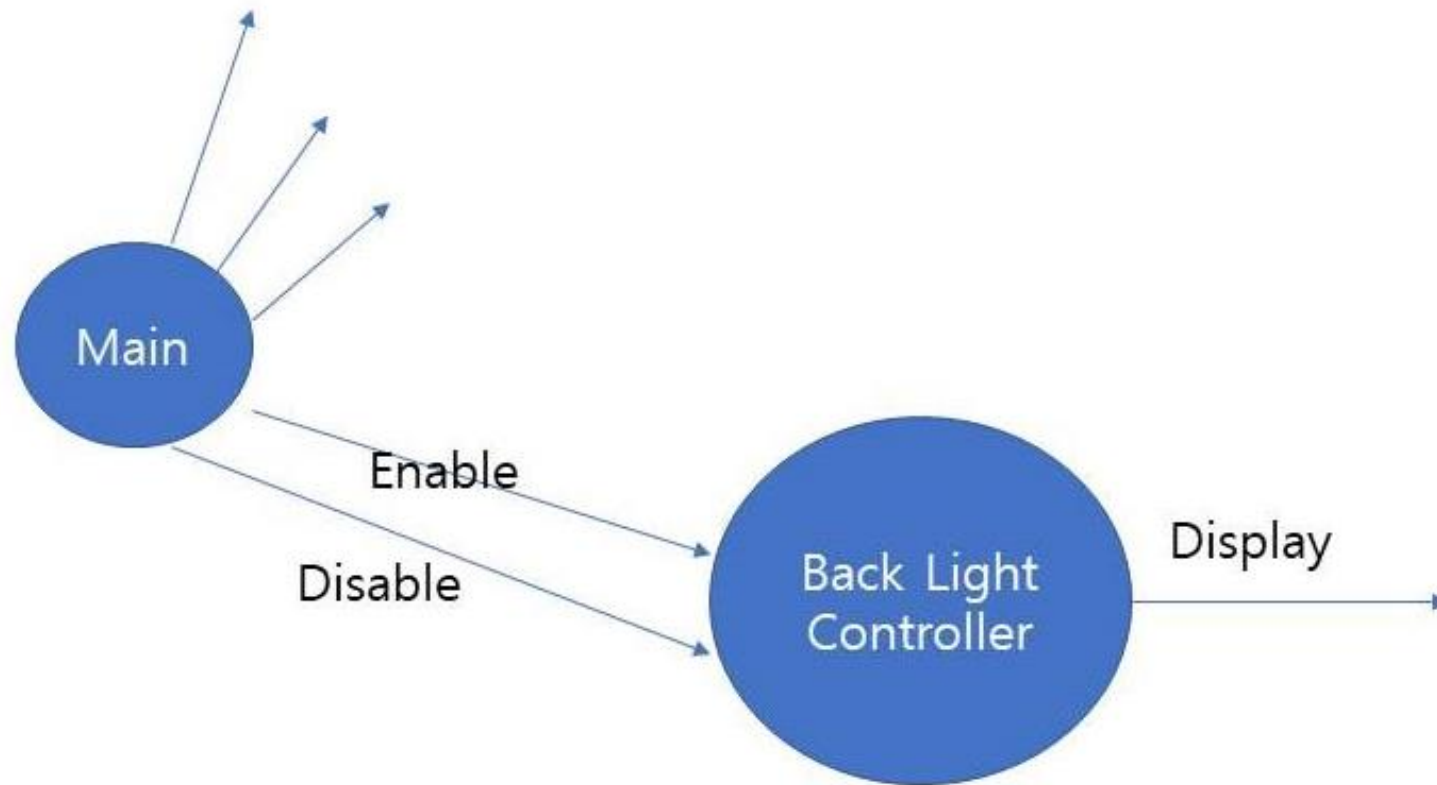 Main
Enable
Disable
Back Light
Controller
Display